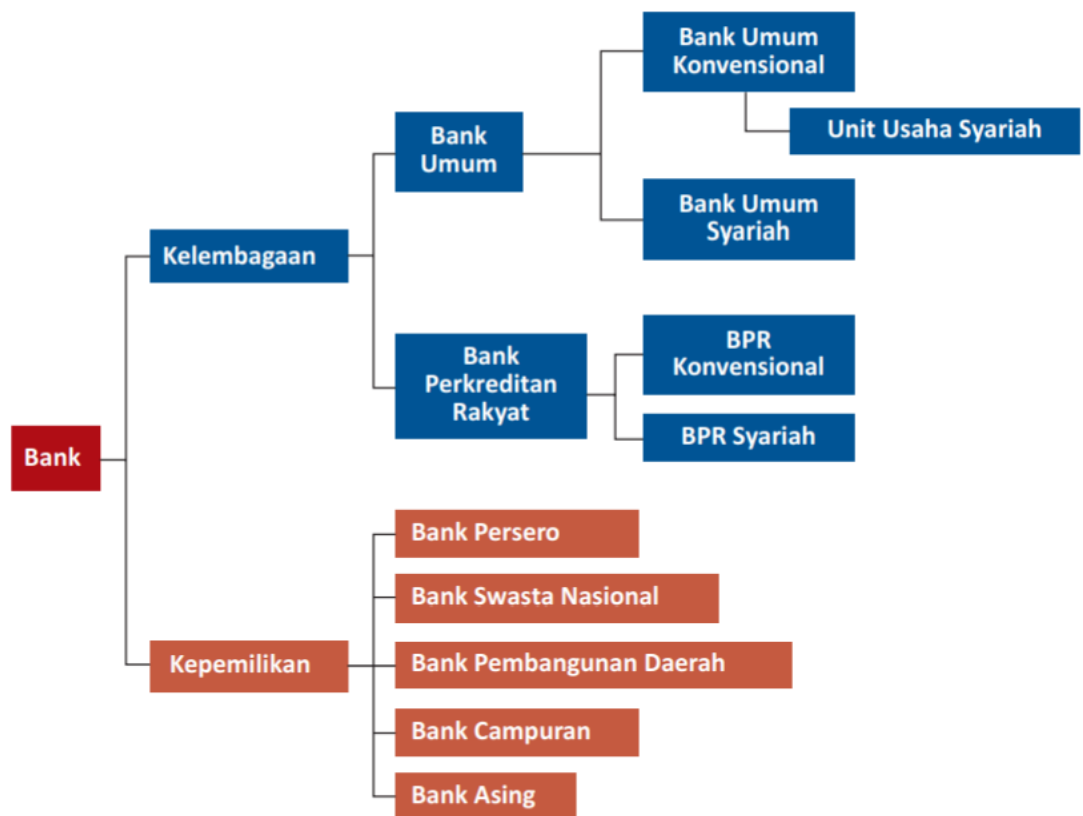 Bank
Kelembagaan
Bank
Umum
Bank Umum
Konvensional
Unit Usaha Syariah
Bank Umum
Syariah
Bank
Perkreditan
Rakyat
BPR
Konvensional
BPR Syariah
Kepemilikan
Bank Persero
Bank Swasta Nasional
Bank Pembangunan Daerah
Bank Campuran
Bank Asing